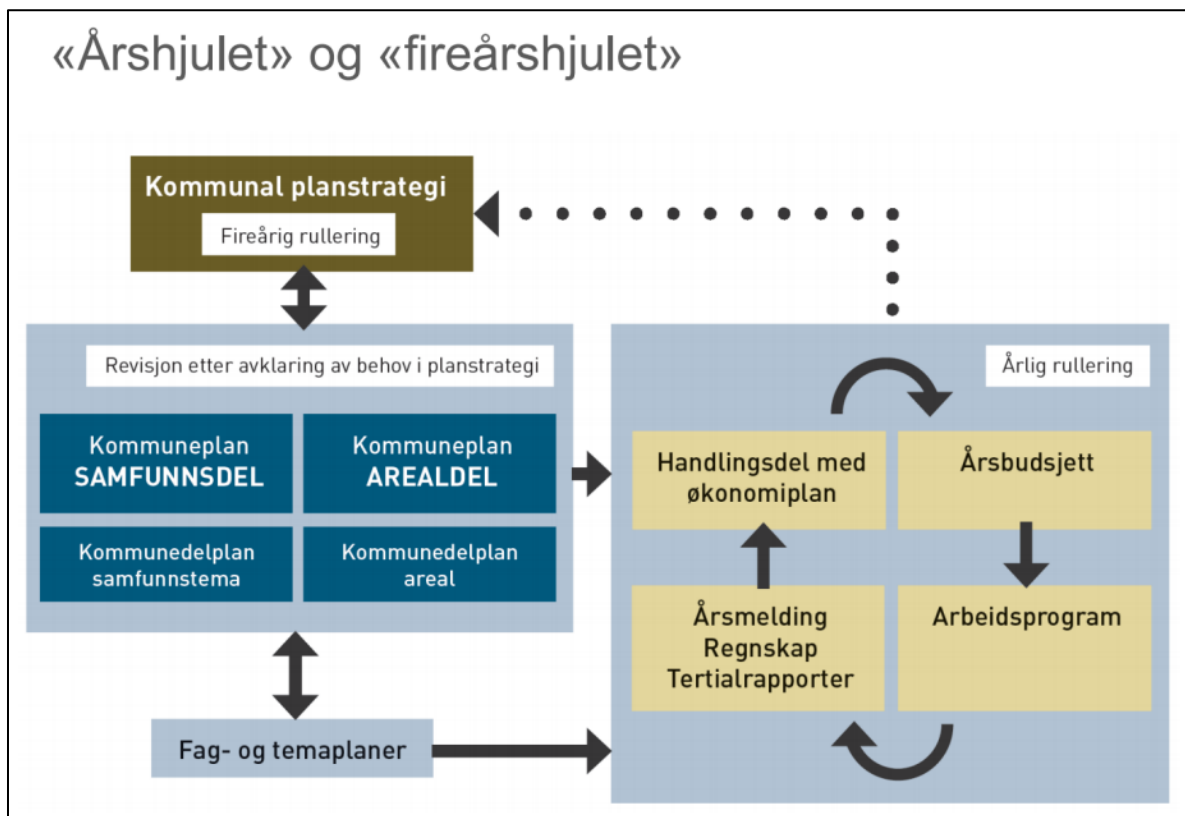 «Årshjulet» og «fireårshjulet»
Kommunal planstrategi
Fireårig rullering
Revisjon etter avklaring av behov i planstrategi
Kommuneplan
SAMFUNNSDEL
Kommuneplan
AREALDEL
Kommunedelplan
samfunnstema
Kommunedelplan
areal
Fag- og temaplaner
Årlig rullering
Handlingsdel med
økonomiplan
Årsbudsjett
Årsmelding
Regnskap
Tertialrapporter
Arbeidsprogram